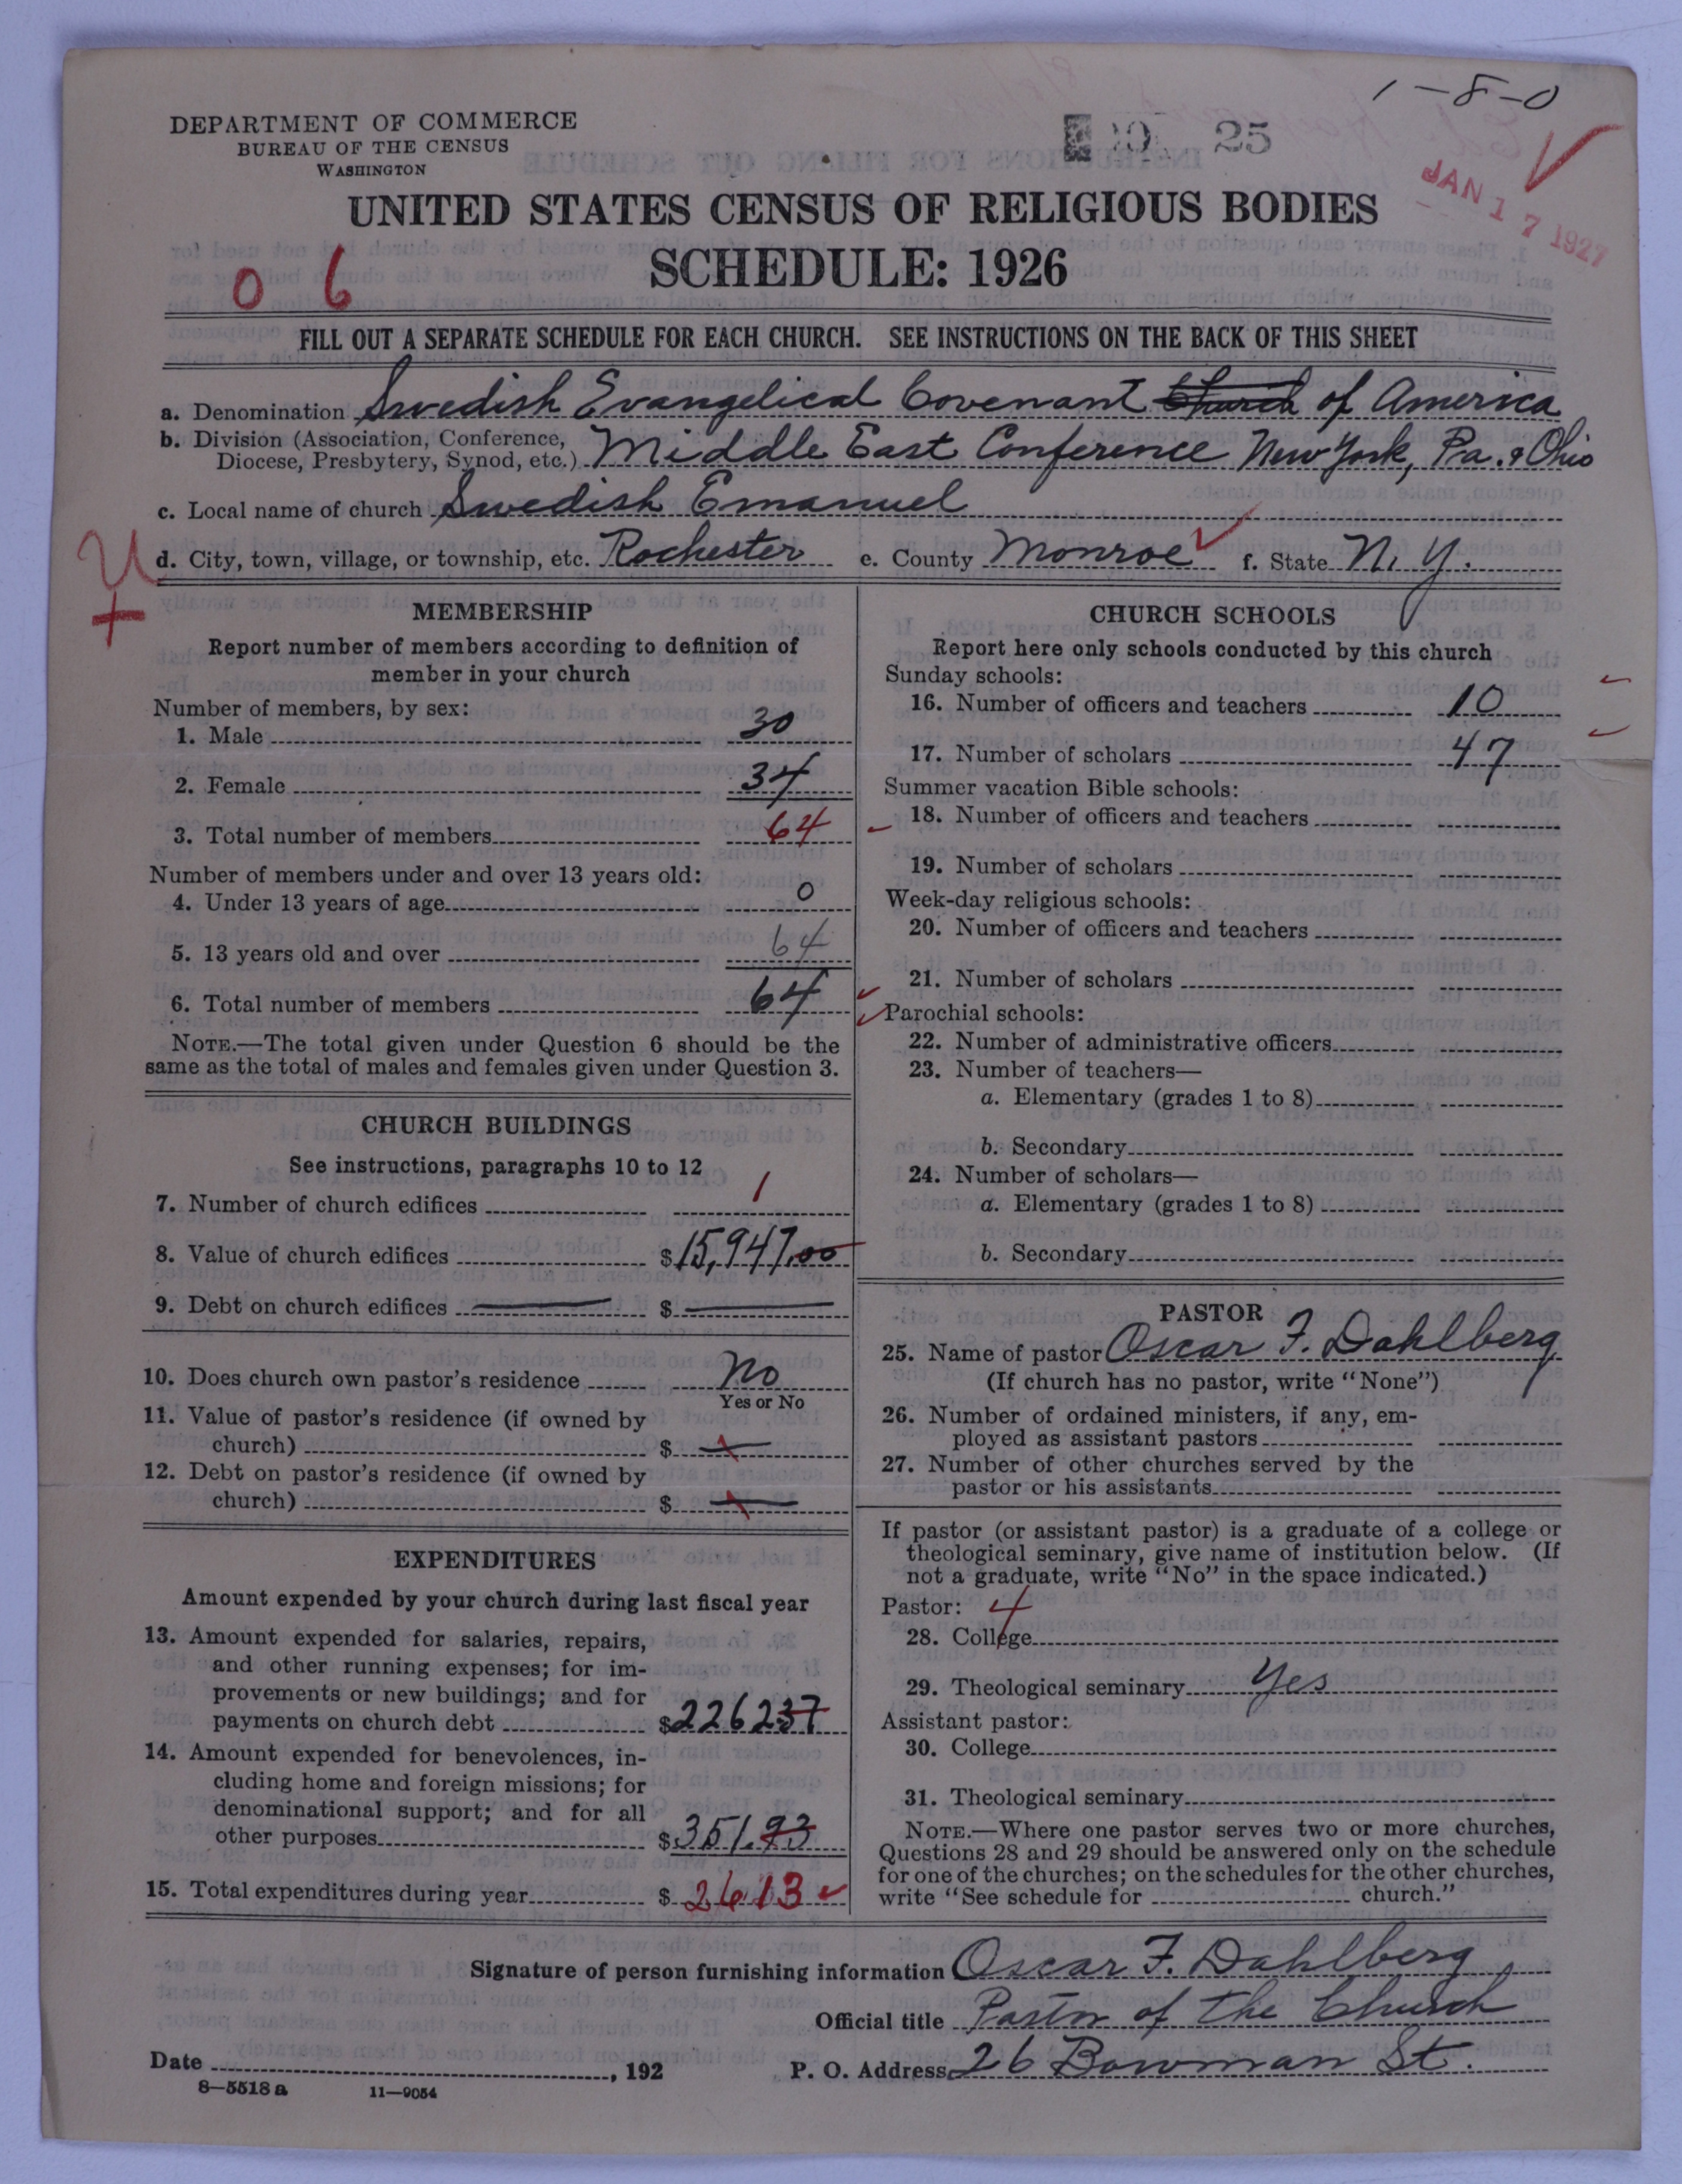 1-8-0
DEPARTMENT OF COMMERCE
BUREAU OF THE CENSUS
WASHINGTON
25
JAN 17 1927
UNITED STATES CENSUS OF RELIGIOUS BODIES
SCHEDULE: 1926
0 6
FILL OUT A SEPARATE SCHEDULE FOR EACH CHURCH. SEE INSTRUCTIONS ON THE BACK OF THIS SHEET
a. Denomination Swedish Evangelical Covenant Church of America
b. Division (Association, Conference, Diocese, Presbytery, Synod, etc.) Middle East Conference New York, Pa. & Ohio
c. Local name of church Swedish Emanuel
U
d. City, town, village, or township, etc. Rochester e. County Monroe f. State N. Y.
+
MEMBERSHIP
Report number of members according to definition of
member in your church
Number of members, by sex:
1. Male 30
2. Female 34
3. Total number of members 64
Number of members under and over 13 years old:
4. Under 13 years of age 0
5. 13 years old and over 64
6. Total number of members 64
NOTE.—The total given under Question 6 should be the
same as the total of males and females given under Question 3.
CHURCH BUILDINGS
See instructions, paragraphs 10 to 12
7. Number of church edifices 1
8. Value of church edifices $15,947.00
9. Debt on church edifices $
10. Does church own pastor's residence No
Yes or No
11. Value of pastor's residence (if owned by
church) $
12. Debt on pastor's residence (if owned by
church) $
EXPENDITURES
Amount expended by your church during last fiscal year
13. Amount expended for salaries, repairs,
and other running expenses; for im-
provements or new buildings; and for
payments on church debt $226237
14. Amount expended for benevolences, in-
cluding home and foreign missions; for
denominational support; and for all
other purposes $351.93
15. Total expenditures during year $2613
CHURCH SCHOOLS
Report here only schools conducted by this church
Sunday schools:
16. Number of officers and teachers 10
17. Number of scholars 47
Summer vacation Bible schools:
18. Number of officers and teachers
19. Number of scholars
Week-day religious schools:
20. Number of officers and teachers
21. Number of scholars
Parochial schools:
22. Number of administrative officers
23. Number of teachers—
a. Elementary (grades 1 to 8)
b. Secondary
24. Number of scholars—
a. Elementary (grades 1 to 8)
b. Secondary
PASTOR
25. Name of pastor Oscar F. Dahlberg
(If church has no pastor, write "None")
26. Number of ordained ministers, if any, em-
ployed as assistant pastors
27. Number of other churches served by the
pastor or his assistants
If pastor (or assistant pastor) is a graduate of a college or
theological seminary, give name of institution below. (If
not a graduate, write "No" in the space indicated.)
Pastor: 4
28. College
29. Theological seminary Yes
Assistant pastor:
30. College
31. Theological seminary
NOTE.—Where one pastor serves two or more churches,
Questions 28 and 29 should be answered only on the schedule
for one of the churches; on the schedules for the other churches,
write "See schedule for church."
Signature of person furnishing information Oscar F. Dahlberg
Official title Pastor of the Church
Date , 192 P. O. Address 26 Bowman St.
8-5518 a 11-9054